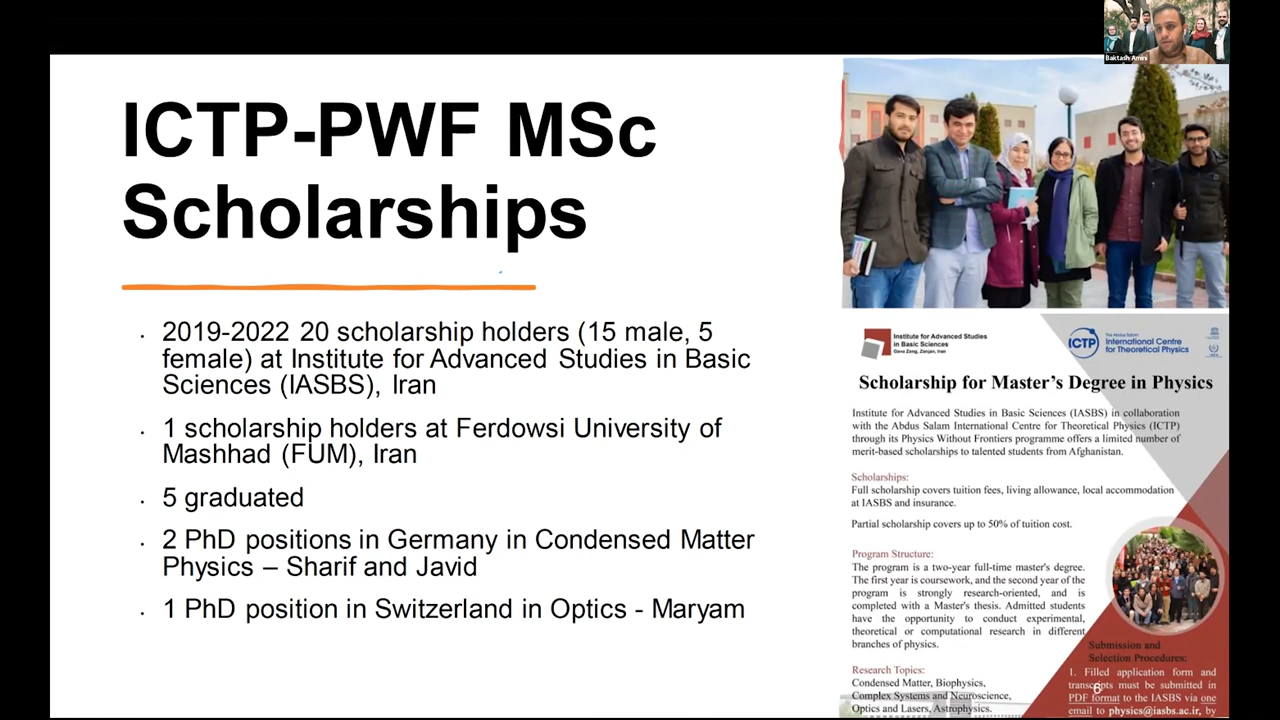 Baktash Amini
ICTP-PWF MSc
Scholarships
2019-2022 20 scholarship holders (15 male, 5
female) at Institute for Advanced Studies in Basic
Sciences (IASBS), Iran
1 scholarship holders at Ferdowsi University of
Mashhad (FUM), Iran
5 graduated
2 PhD positions in Germany in Condensed Matter
Physics – Sharif and Javid
1 PhD position in Switzerland in Optics - Maryam
Institute for Advanced Studies
in Basic Sciences
Gava Zang, Zanjan, Iran
ICTP
The Abdus Salam
International Centre
for Theoretical Physics
Scholarship for Master's Degree in Physics
Institute for Advanced Studies in Basic Sciences (IASBS) in collaboration
with the Abdus Salam International Centre for Theoretical Physics (ICTP)
through its Physics Without Frontiers programme offers a limited number of
merit-based scholarships to talented students from Afghanistan.
Scholarships:
Full scholarship covers tuition fees, living allowance, local accommodation
at IASBS and insurance.
Partial scholarship covers up to 50% of tuition cost.
Program Structure:
The program is a two-year full-time master's degree.
The first year is coursework, and the second year of the
program is strongly research-oriented, and is
completed with a Master's thesis. Admitted students
have the opportunity to conduct experimental,
theoretical or computational research in different
branches of physics.
Research Topics:
Condensed Matter, Biophysics,
Complex Systems and Neuroscience,
Optics and Lasers, Astrophysics.
Submission and
Selection Procedures:
1. Filled application form and
transcripts must be submitted in
PDF format to the IASBS via one
email to physics@iasbs.ac.ir, by
6